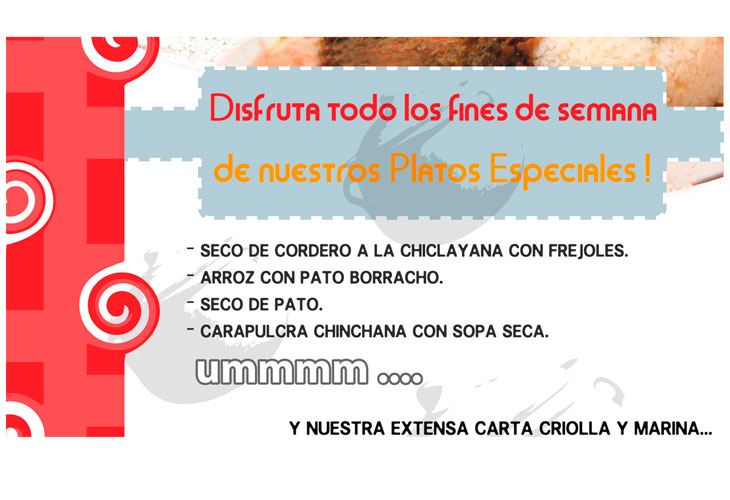 Disfruta todo los fines de semana
de nuestros Platos Especiales !
- SECO DE CORDERO A LA CHICLAYANA CON FREJOLES.
- ARROZ CON PATO BORRACHO.
- SECO DE PATO.
- CARAPULCRA CHINCHANA CON SOPA SECA.
ummmm ....
Y NUESTRA EXTENSA CARTA CRIOLLA Y MARINA...